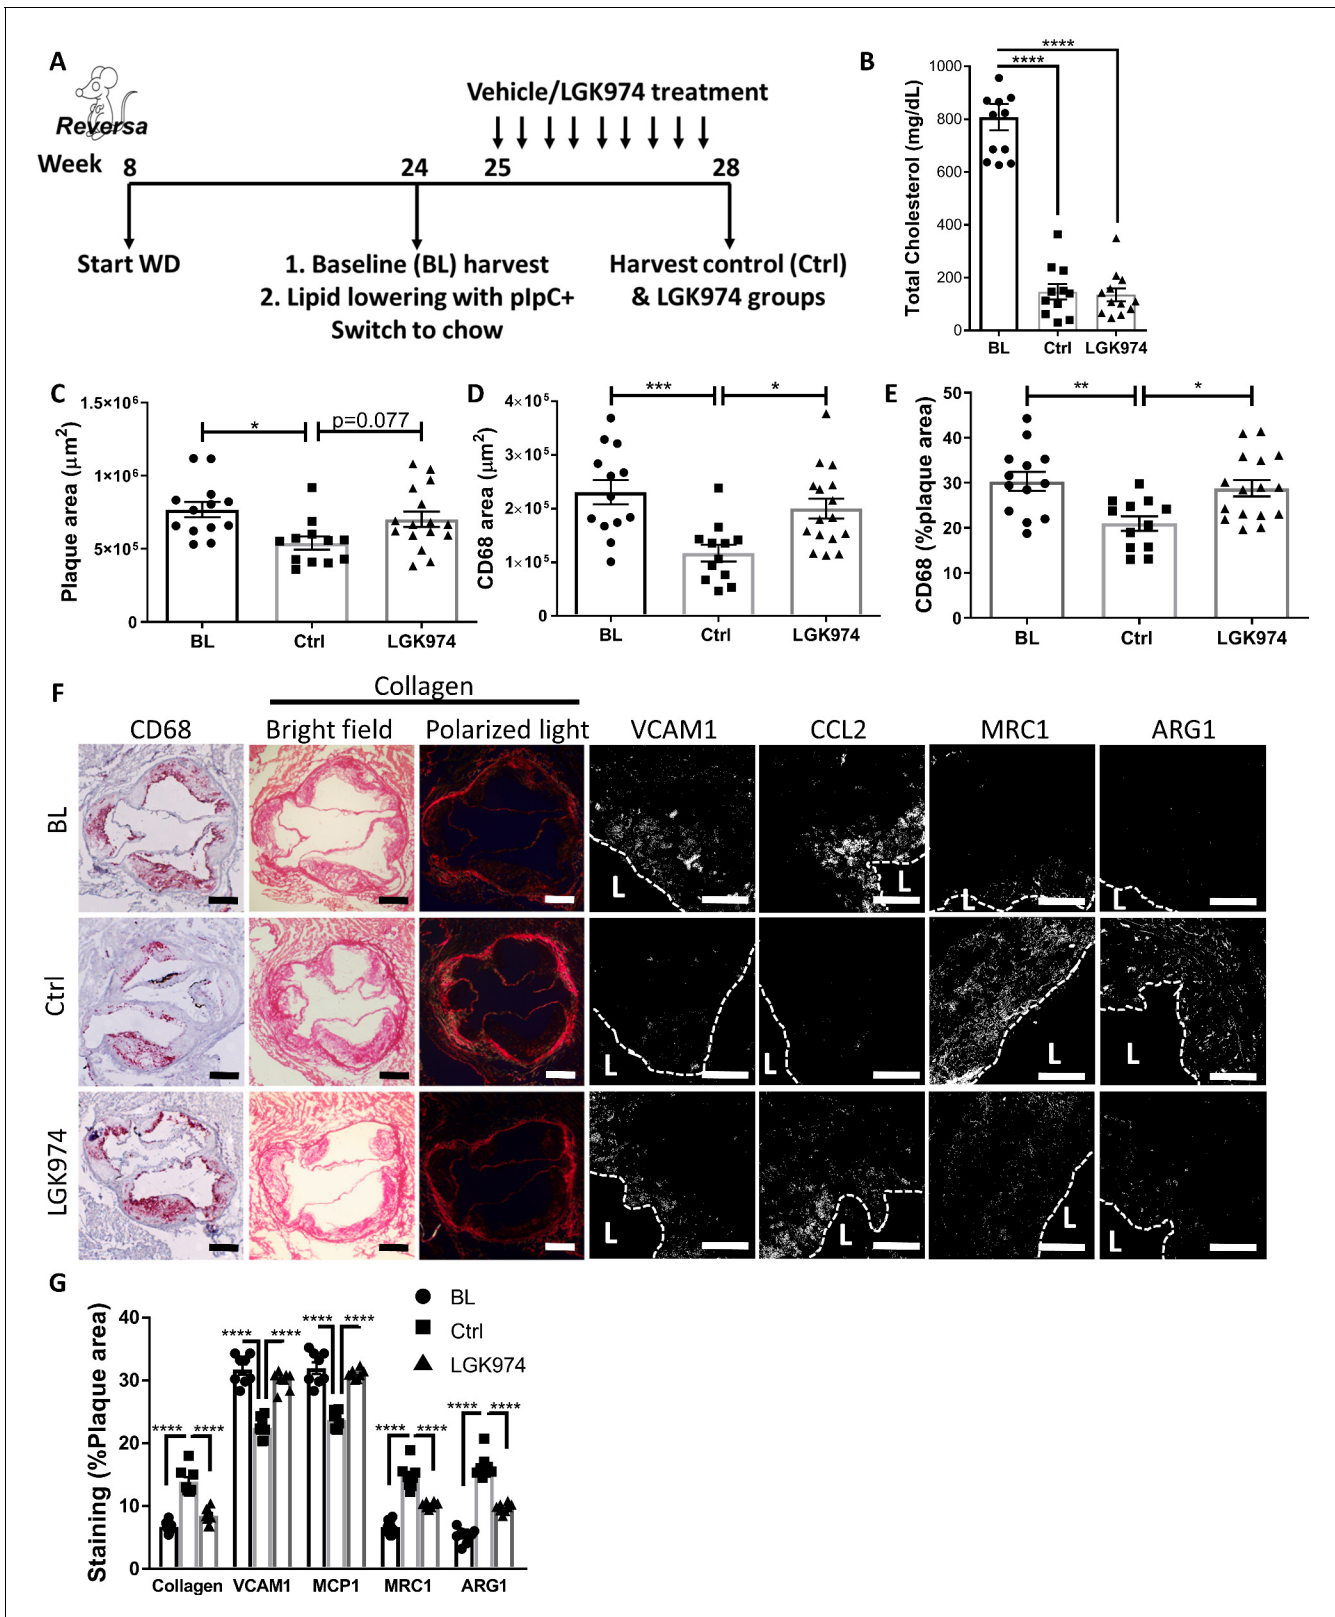 A
Reversa
Vehicle/LGK974 treatment
Week 8 24 25 28
Start WD
1. Baseline (BL) harvest
2. Lipid lowering with pIpC+
Switch to chow
Harvest control (Ctrl)
& LGK974 groups
B
Total Cholesterol (mg/dL)
1000
800
600
400
200
0
****
****
BL Ctrl LGK974
C
Plaque area (μm²)
1.5×10⁶
1×10⁶
5×10⁵
0
*
p=0.077
BL Ctrl LGK974
D
CD68 area (μm²)
4×10⁵
3×10⁵
2×10⁵
1×10⁵
0
***
*
BL Ctrl LGK974
E
CD68 (%plaque area)
50
40
30
20
10
0
**
*
BL Ctrl LGK974
F
Collagen
CD68 Bright field Polarized light VCAM1 CCL2 MRC1 ARG1
BL
L L L L
Ctrl
L L L L
LGK974
L L L L
G
Staining (%Plaque area)
40
30
20
10
0
BL
Ctrl
LGK974
**** ****
**** ****
**** ****
**** ****
**** ****
Collagen VCAM1 MCP1 MRC1 ARG1